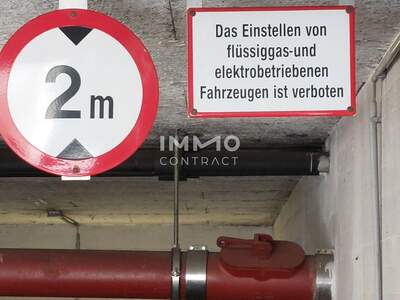 2 m
Das Einstellen von
flüssiggas-und
elektrobetriebenen
Fahrzeugen ist verboten
IMMO
CONTRACT